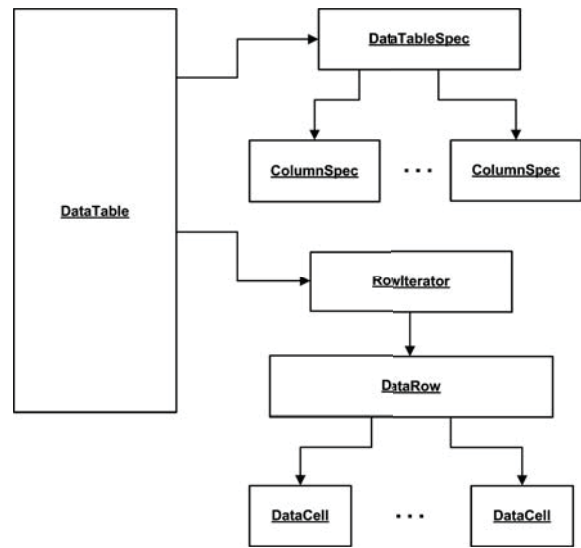 DataTableSpec
ColumnSpec
...
ColumnSpec
DataTable
RowIterator
DataRow
DataCell
...
DataCell